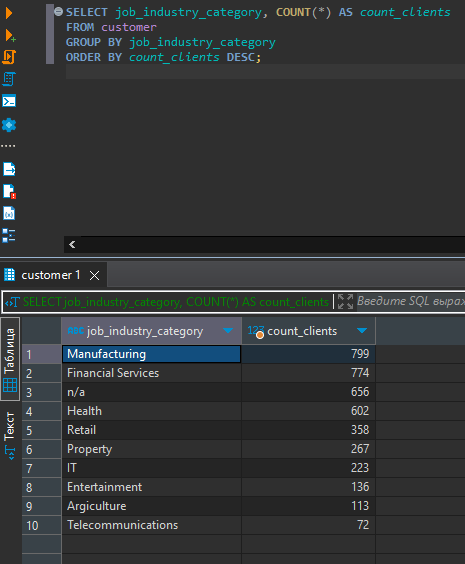 SELECT job_industry_category, COUNT(*) AS count_clients
FROM customer
GROUP BY job_industry_category
ORDER BY count_clients DESC;
customer 1
SELECT job_industry_category, COUNT(*) AS count_clients
Введите SQL выраж
Таблица
Текст
ABC job_industry_category 123 count_clients
1 Manufacturing 799
2 Financial Services 774
3 n/a 656
4 Health 602
5 Retail 358
6 Property 267
7 IT 223
8 Entertainment 136
9 Argiculture 113
10 Telecommunications 72